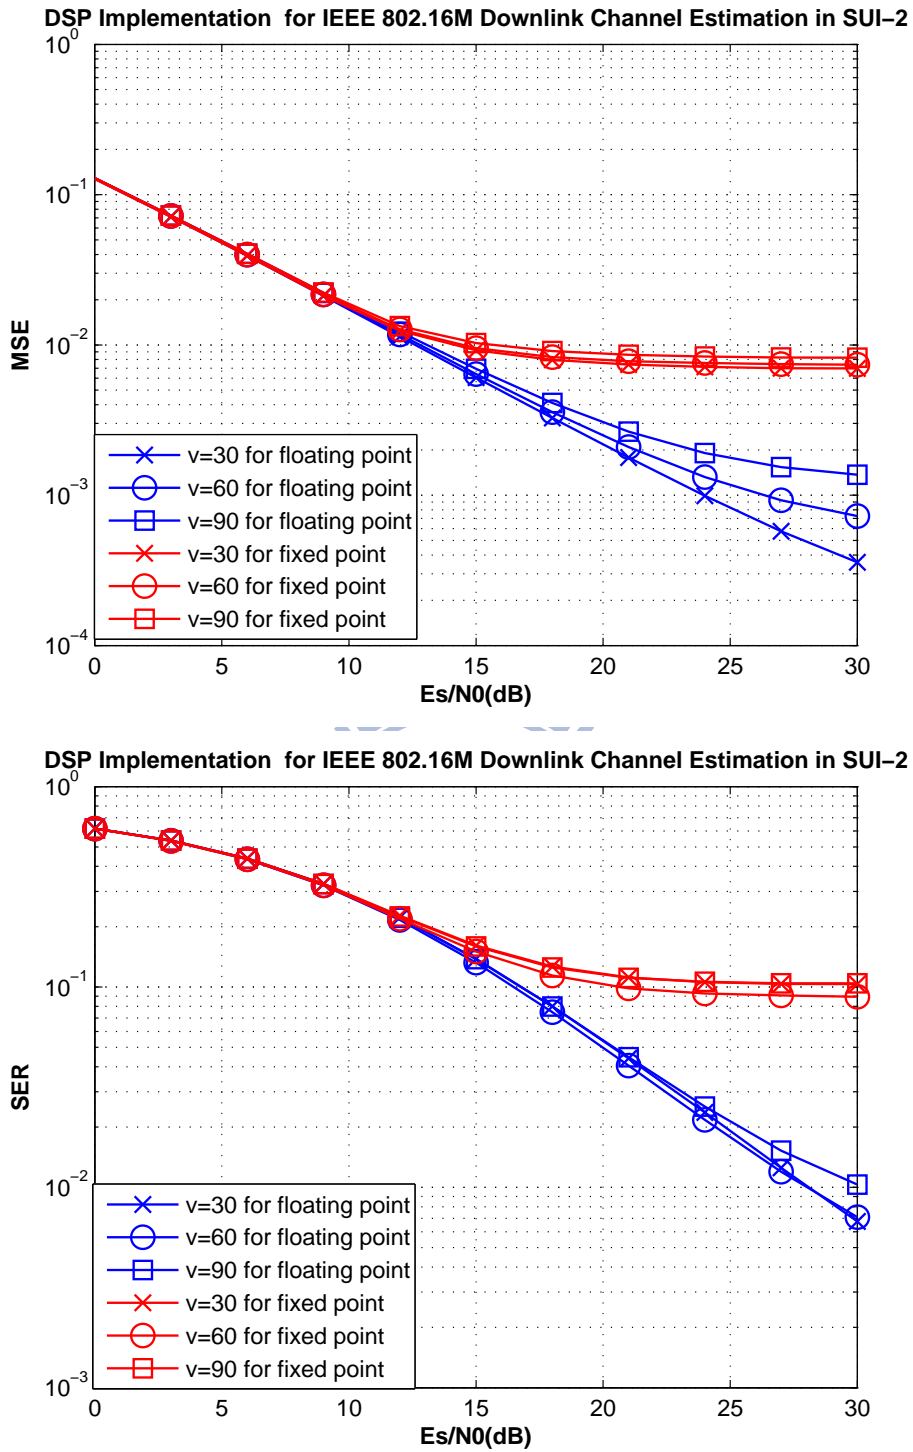 DSP Implementation  for IEEE 802.16M Downlink Channel Estimation in SUI−2
10^0
10^−1
10^−2
10^−3
10^−4
MSE
v=30 for floating point
v=60 for floating point
v=90 for floating point
v=30 for fixed point
v=60 for fixed point
v=90 for fixed point
0 5 10 15 20 25 30
Es/N0(dB)
DSP Implementation  for IEEE 802.16M Downlink Channel Estimation in SUI−2
10^0
10^−1
10^−2
10^−3
SER
v=30 for floating point
v=60 for floating point
v=90 for floating point
v=30 for fixed point
v=60 for fixed point
v=90 for fixed point
0 5 10 15 20 25 30
Es/N0(dB)